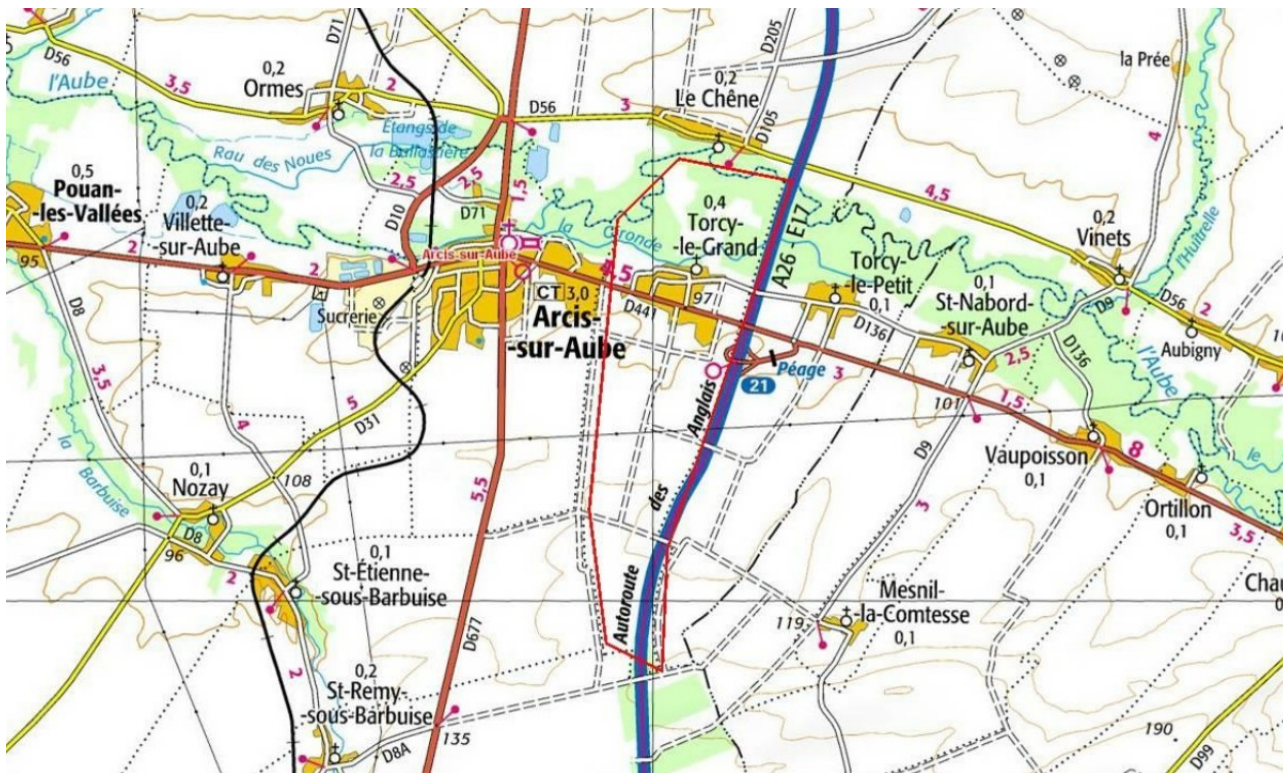 D56
3,5
l'Aube
D71
0,2
Ormes
2
Etangs de
la Ballastière
Rau des Noues
2,5
2,5
D71
D10
1,5
D56
3
0,2
Le Chêne
D205
D105
4,5
la Prée
4
l'Huitrelle
0,5
Pouan-
-les-Vallées
0,2
Villette-
-sur-Aube
2
2
95
Arcis-sur-Aube
la Gironde
0,4
Torcy-
-le-Grand
97
4,5
D441
CT 3,0
Arcis-
-sur-Aube
Sucrerie
A26 E17
Torcy-
-le-Petit
0,1
D136
0,1
St-Nabord-
-sur-Aube
0,2
Vinets
D9
D56
2
Aubigny
l'Aube
D136
2,5
Péage
21
3
101
1,5
Vaupoisson
0,1
8
le
Ortillon
0,1
3,5
D8
3,5
la Barbuise
4
5
D31
5,5
0,1
Nozay
108
D8
96
2
0,1
St-Étienne-
-sous-Barbuise
D677
Autoroute des Anglais
D9
3
Mesnil-
-la-Comtesse
0,1
119
Chau
2
0,2
St-Remy-
-sous-Barbuise
D8A
135
190
D99